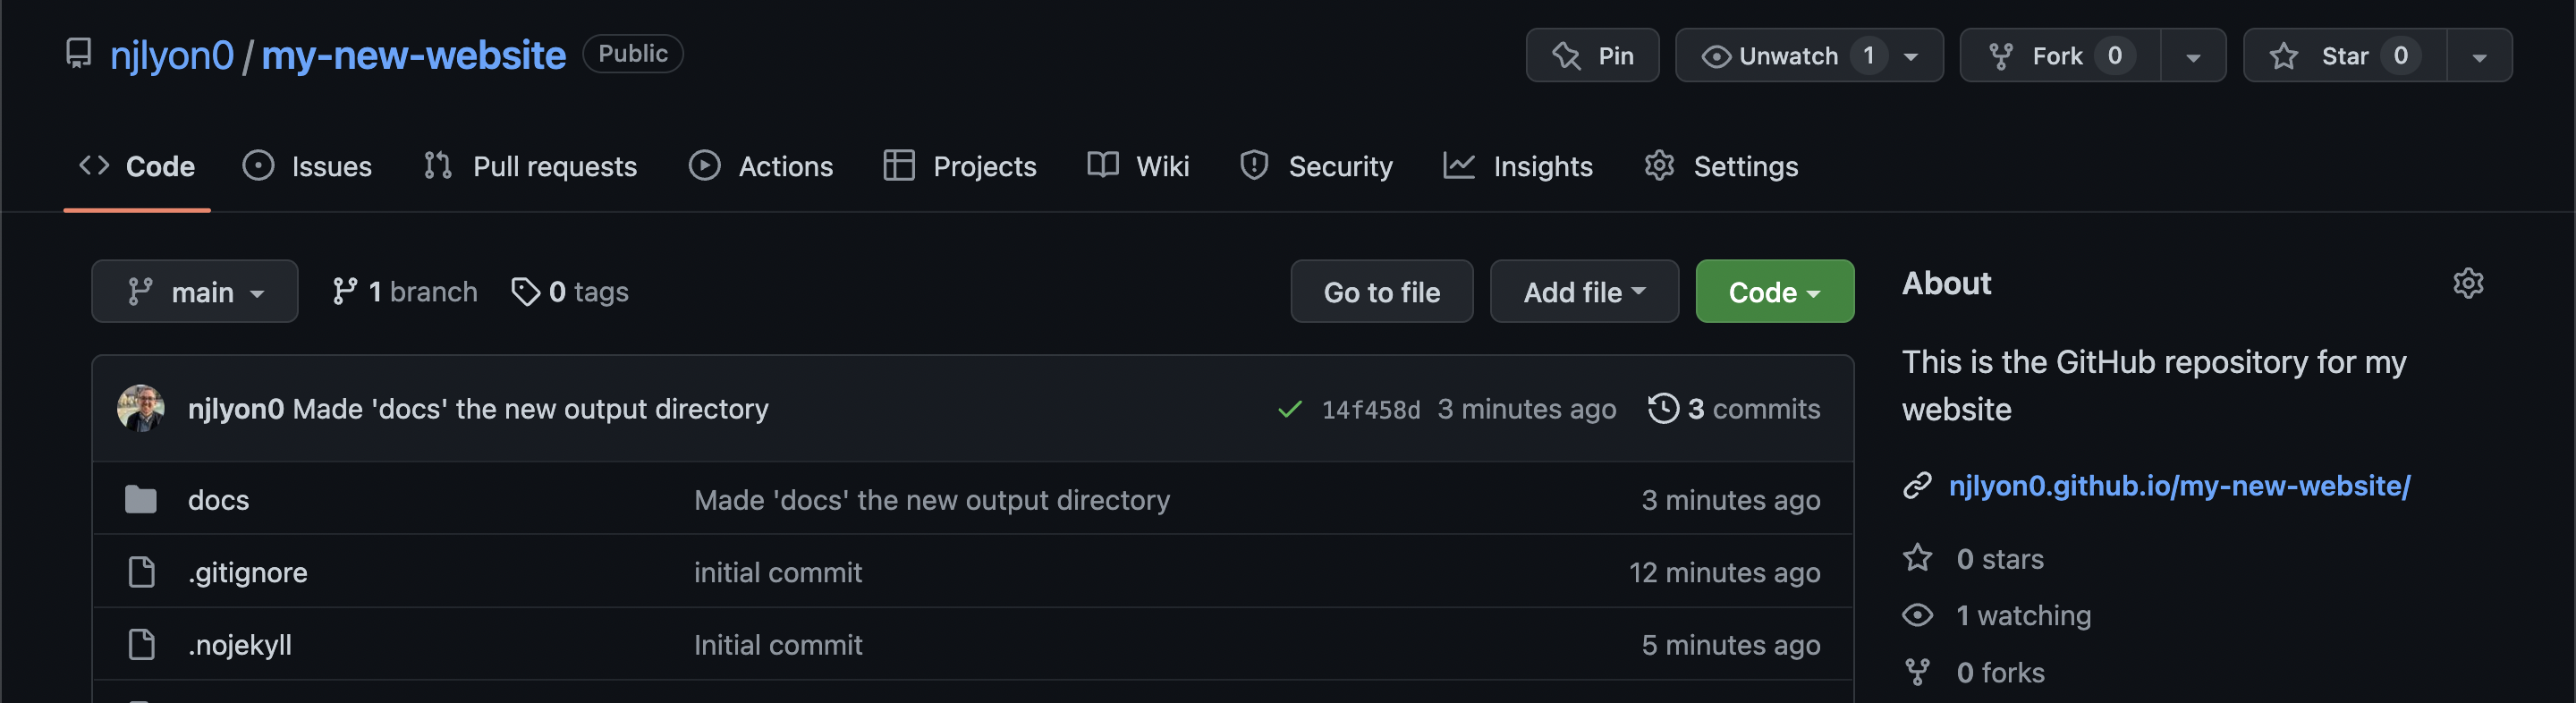 njlyon0 / my-new-website Public Pin Unwatch 1 Fork 0 Star 0
Code Issues Pull requests Actions Projects Wiki Security Insights Settings
main 1 branch 0 tags Go to file Add file Code
njlyon0 Made 'docs' the new output directory 14f458d 3 minutes ago 3 commits
docs Made 'docs' the new output directory 3 minutes ago
.gitignore initial commit 12 minutes ago
.nojekyll Initial commit 5 minutes ago
About
This is the GitHub repository for my
website
njlyon0.github.io/my-new-website/
0 stars
1 watching
0 forks